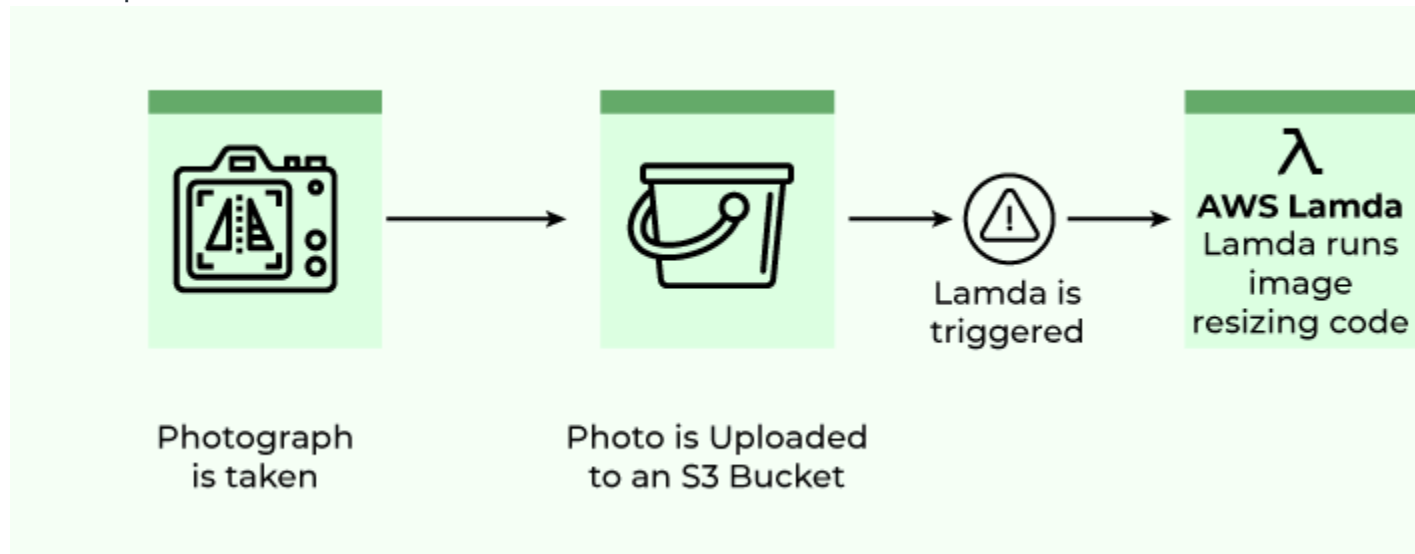 Photograph
is taken
Photo is Uploaded
to an S3 Bucket
Lamda is
triggered
λ
AWS Lamda
Lamda runs
image
resizing code